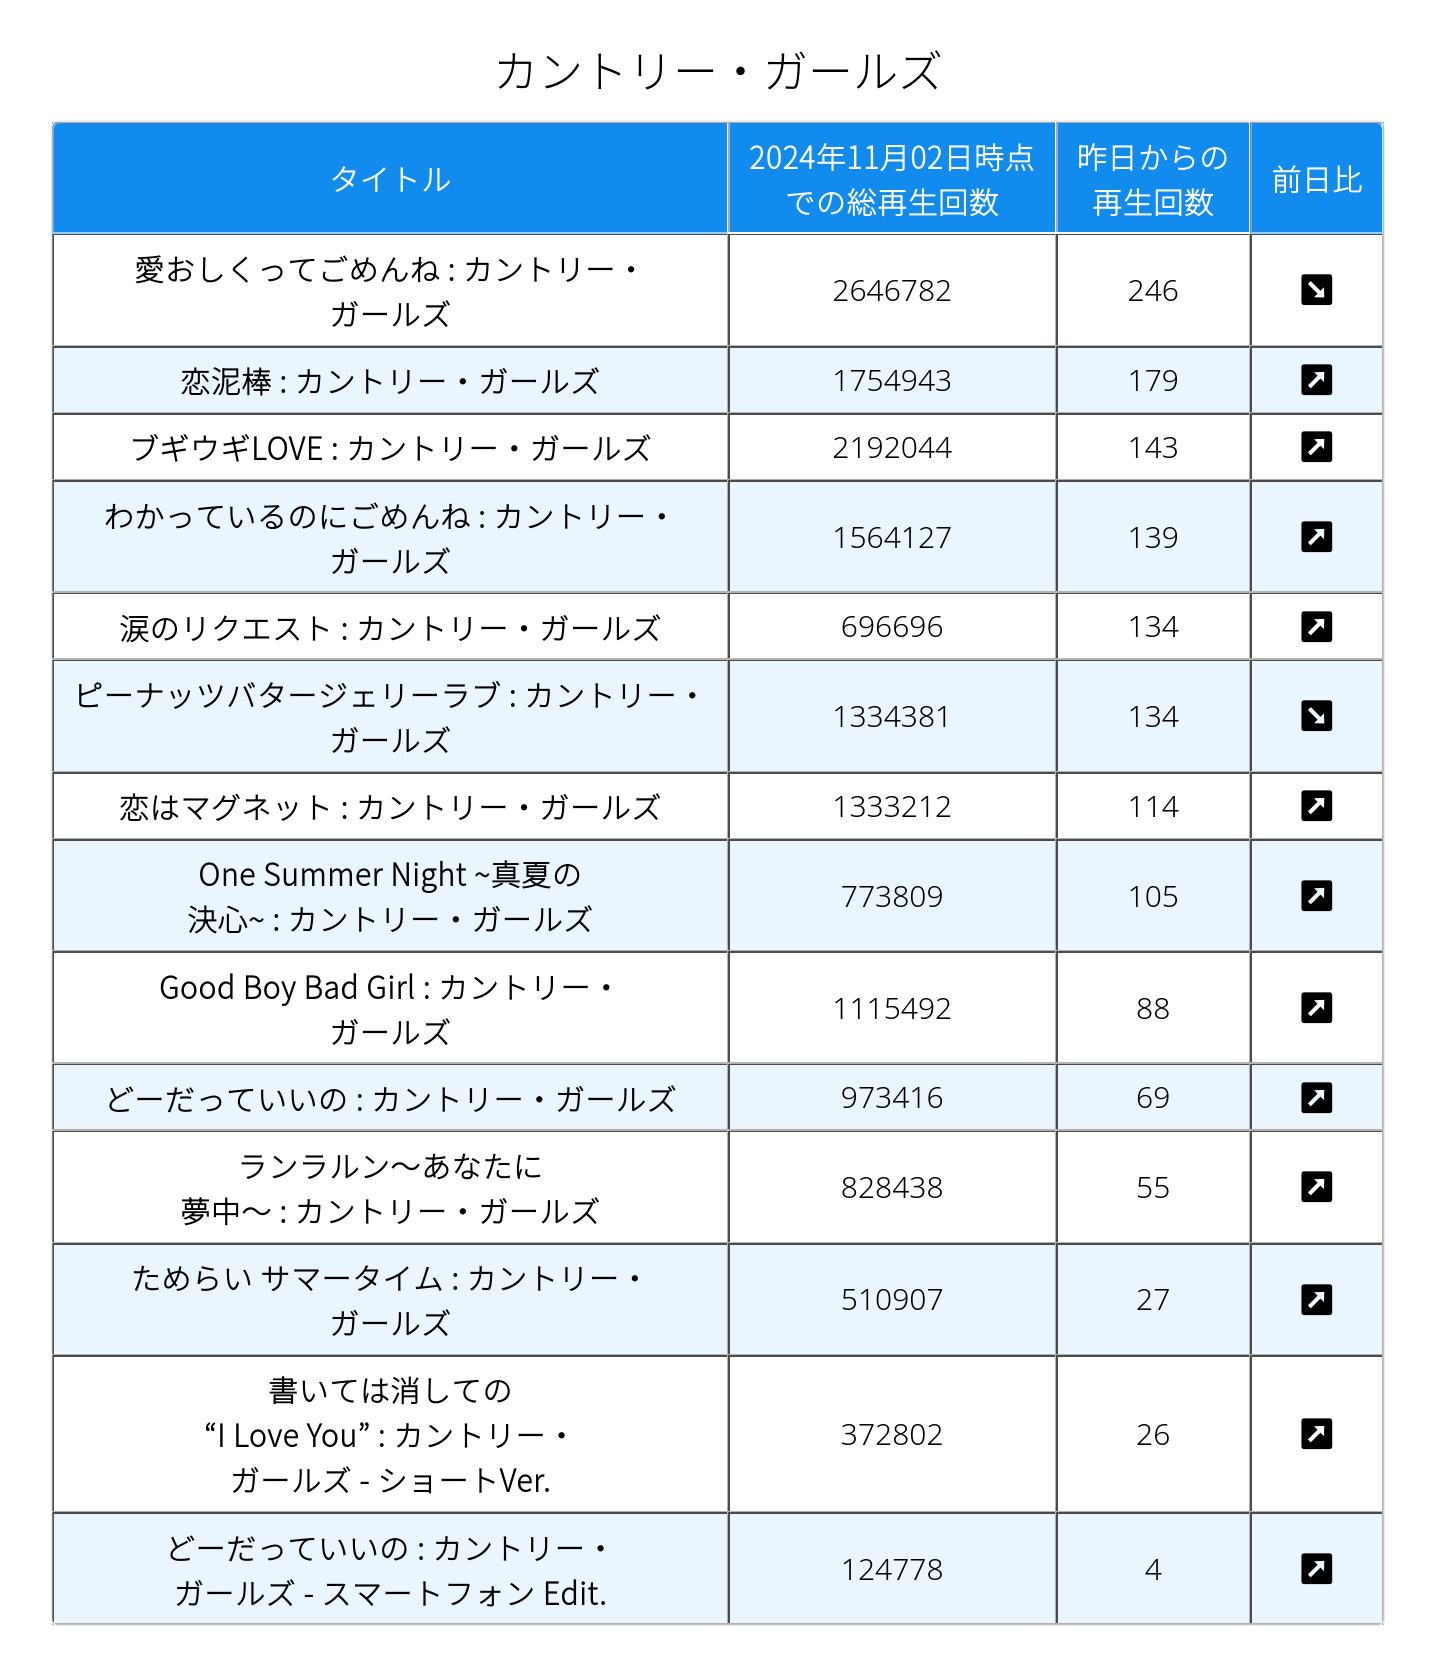 カントリー・ガールズ
タイトル
2024年11月02日時点
での総再生回数
昨日からの
再生回数
前日比
愛おしくってごめんね : カントリー・
ガールズ
2646782
246
恋泥棒 : カントリー・ガールズ
1754943
179
ブギウギLOVE : カントリー・ガールズ
2192044
143
わかっているのにごめんね : カントリー・
ガールズ
1564127
139
涙のリクエスト : カントリー・ガールズ
696696
134
ピーナッツバタージェリーラブ : カントリー・
ガールズ
1334381
134
恋はマグネット : カントリー・ガールズ
1333212
114
One Summer Night ~真夏の
決心~ : カントリー・ガールズ
773809
105
Good Boy Bad Girl : カントリー・
ガールズ
1115492
88
どーだっていいの : カントリー・ガールズ
973416
69
ランラルン～あなたに
夢中～ : カントリー・ガールズ
828438
55
ためらい サマータイム : カントリー・
ガールズ
510907
27
書いては消しての
“I Love You” : カントリー・
ガールズ - ショートVer.
372802
26
どーだっていいの : カントリー・
ガールズ - スマートフォン Edit.
124778
4